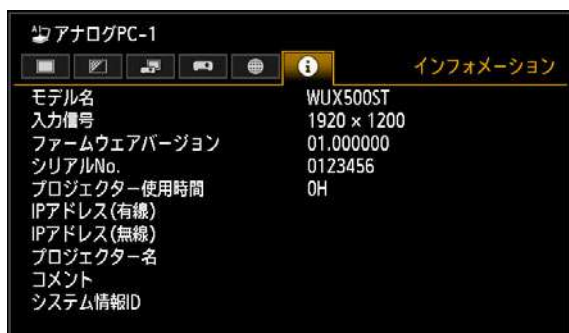 アナログPC-1
インフォメーション
モデル名 WUX500ST
入力信号 1920 × 1200
ファームウェアバージョン 01.000000
シリアルNo. 0123456
プロジェクター使用時間 0H
IPアドレス(有線)
IPアドレス(無線)
プロジェクター名
コメント
システム情報ID